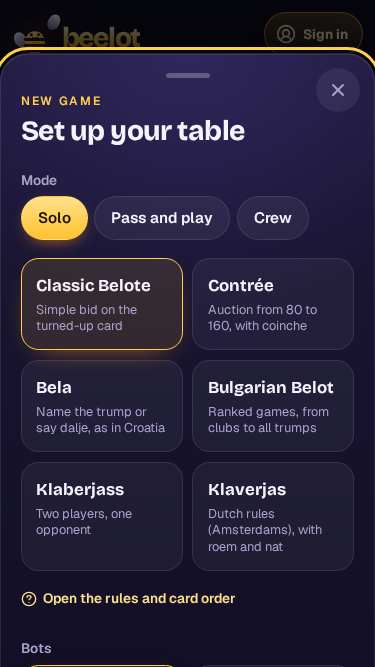 beelot
Sign in
NEW GAME
Set up your table
Mode
Solo
Pass and play
Crew
Classic Belote
Simple bid on the
turned-up card
Contrée
Auction from 80 to
160, with coinche
Bela
Name the trump or
say dalje, as in Croatia
Bulgarian Belot
Ranked games, from
clubs to all trumps
Klaberjass
Two players, one
opponent
Klaverjas
Dutch rules
(Amsterdams), with
roem and nat
Open the rules and card order
Bots